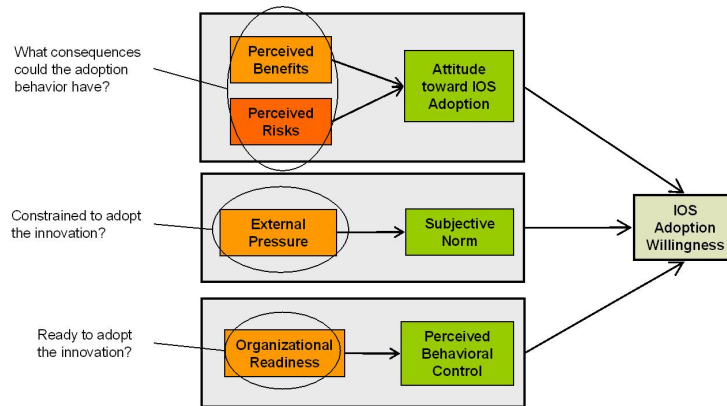 What consequences
could the adoption
behavior have?
Perceived
Benefits
Perceived
Risks
Attitude
toward IOS
Adoption
Constrained to adopt
the innovation?
External
Pressure
Subjective
Norm
IOS
Adoption
Willingness
Ready to adopt
the innovation?
Organizational
Readiness
Perceived
Behavioral
Control